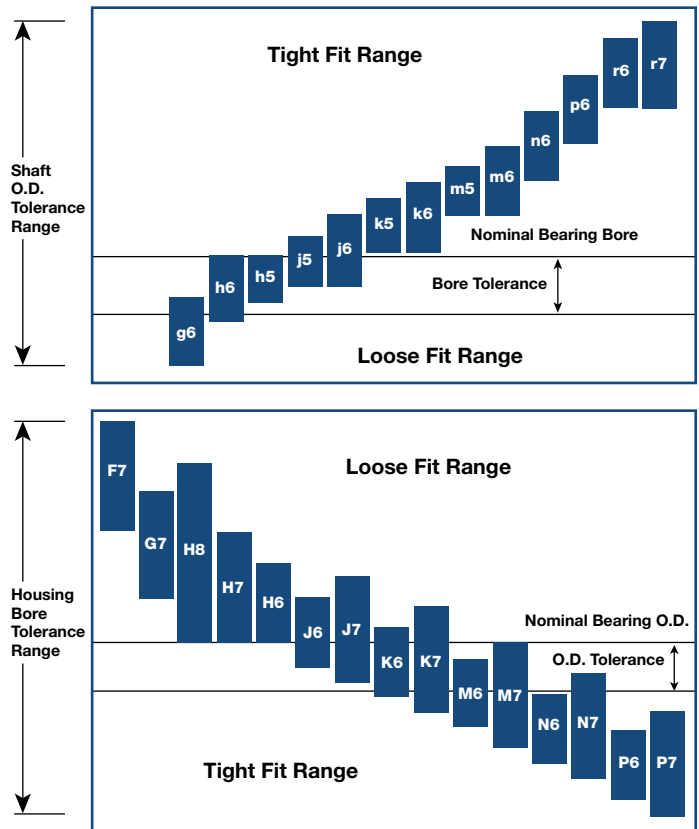 Tight Fit Range
r6
r7
p6
n6
m6
m5
k6
k5
j6
j5
h5
h6
g6
Shaft
O.D.
Tolerance
Range
Nominal Bearing Bore
Bore Tolerance
Loose Fit Range
Loose Fit Range
F7
G7
H8
H7
H6
J6
J7
K6
K7
M6
M7
N6
N7
P6
P7
Housing
Bore
Tolerance
Range
Nominal Bearing O.D.
O.D. Tolerance
Tight Fit Range